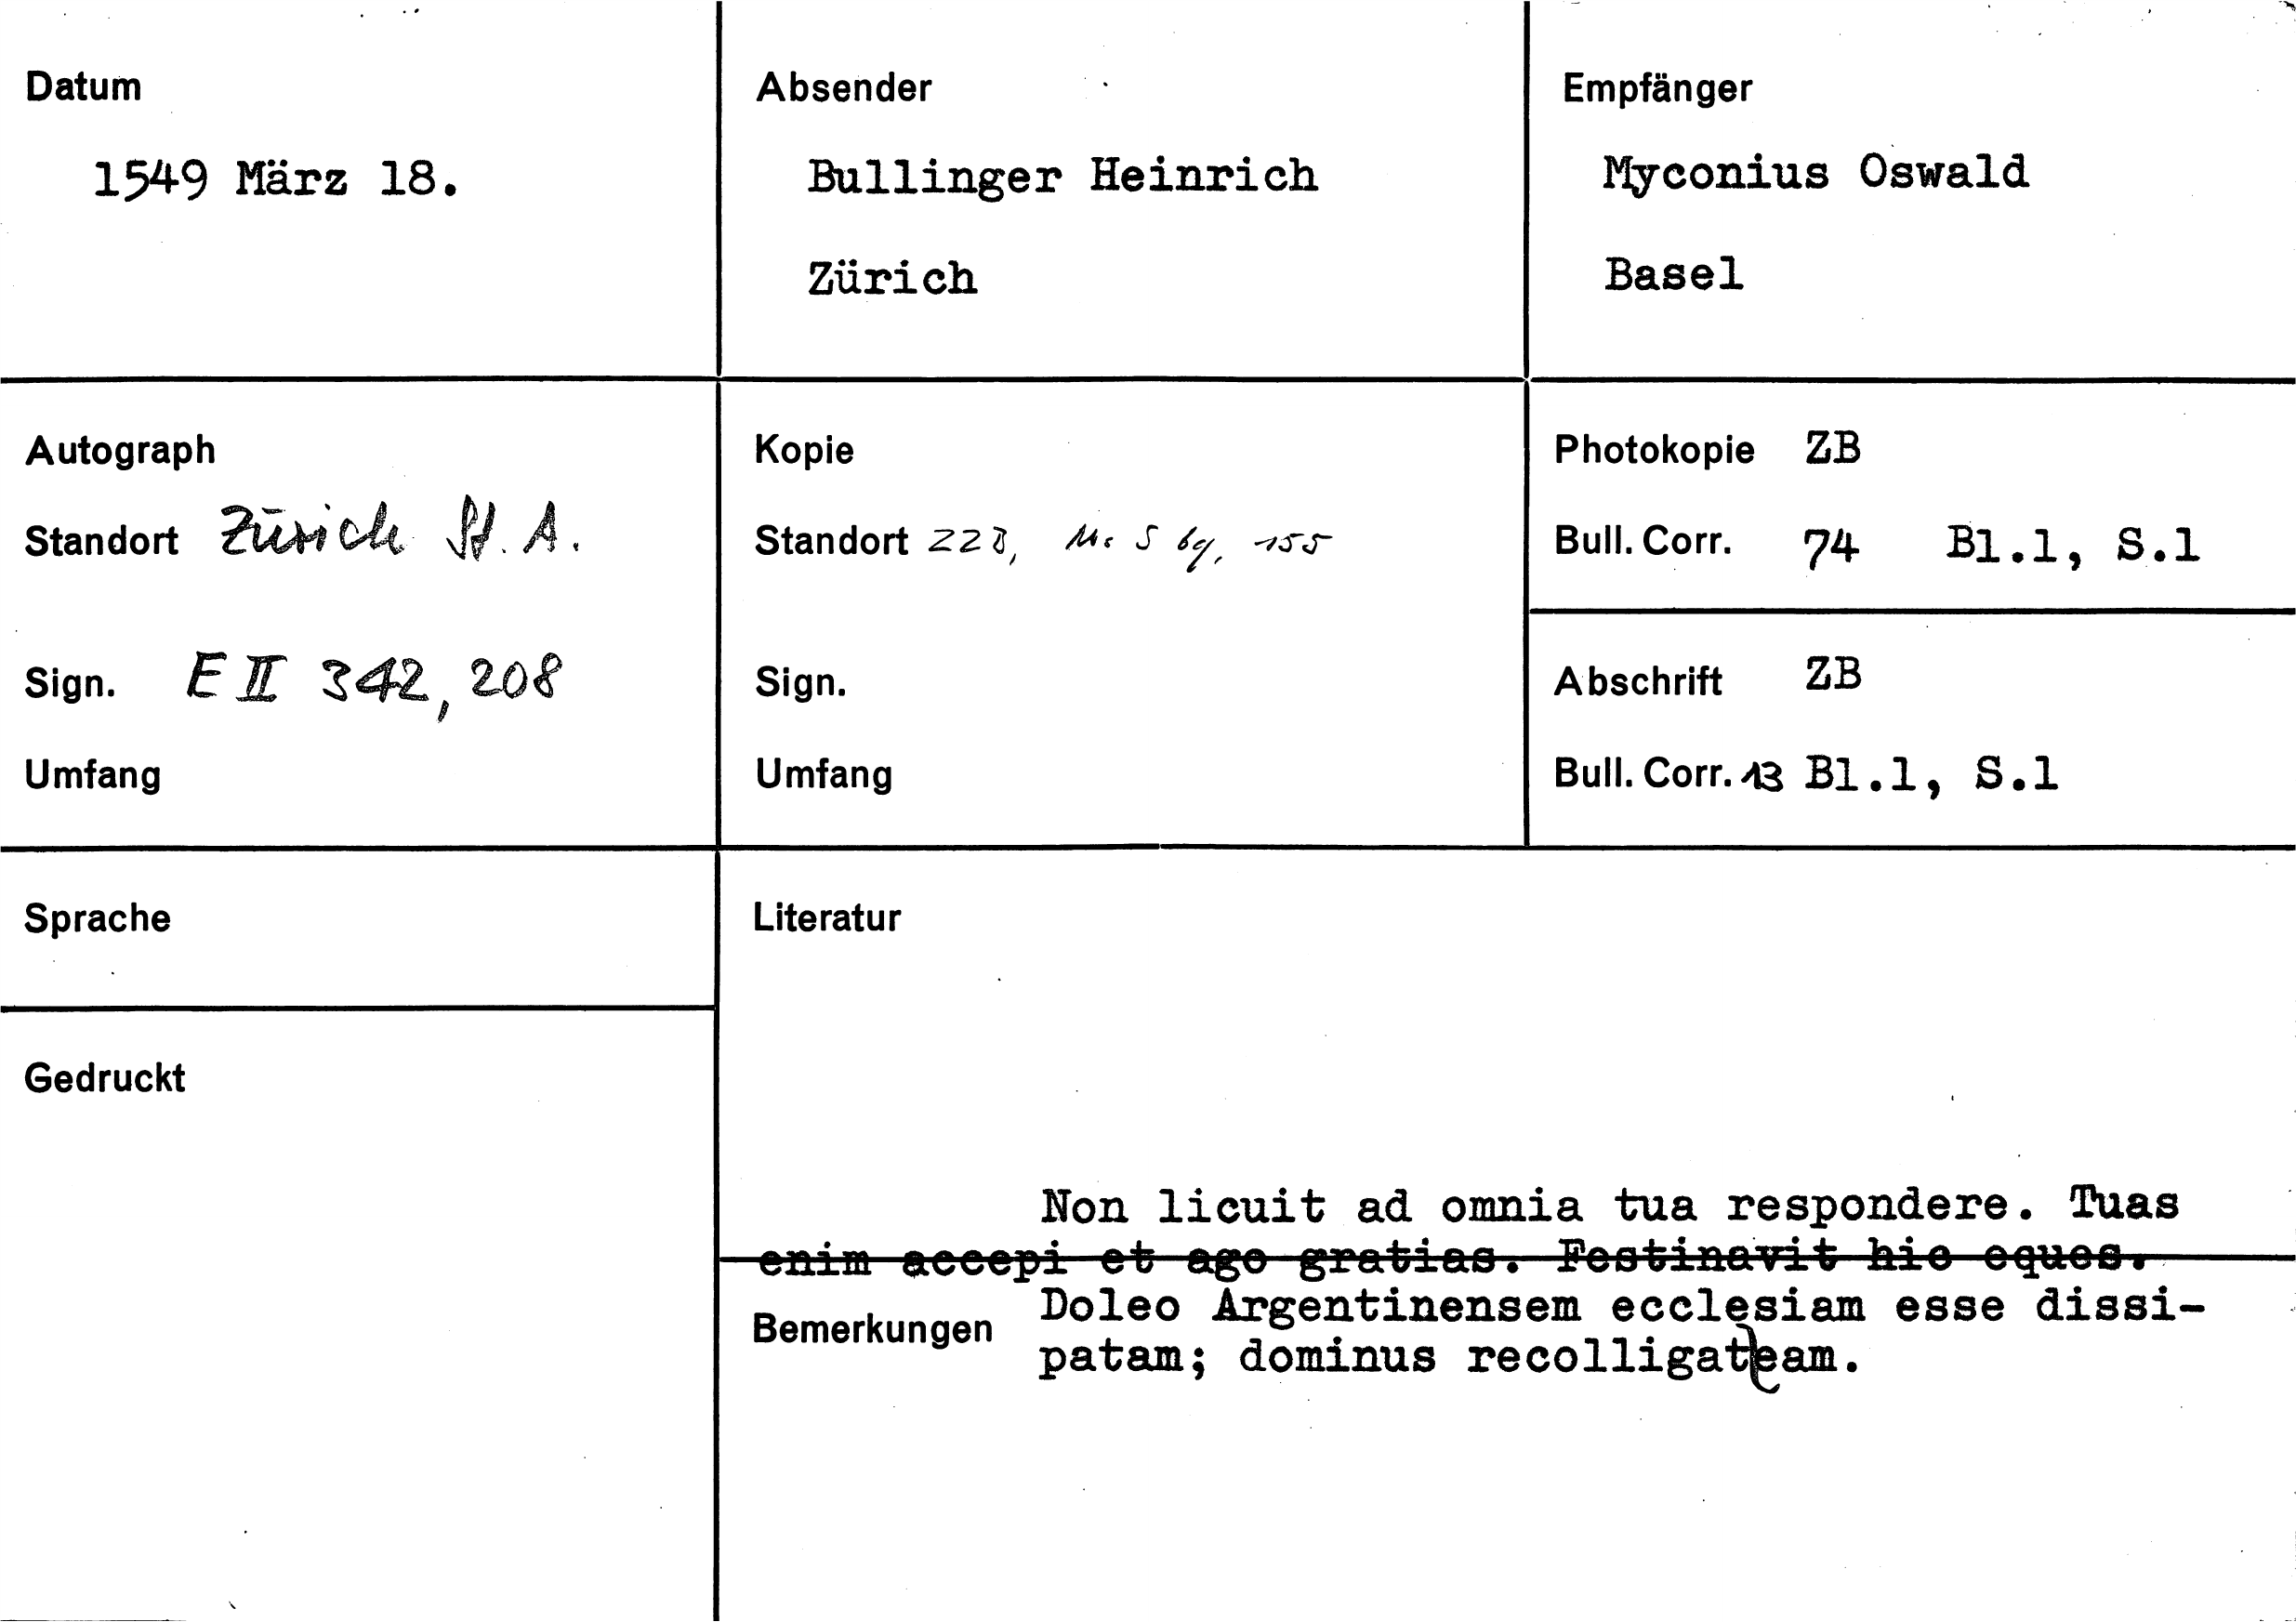 Datum
1549 März 18.
Absender
Bullinger Heinrich
Zürich
Empfänger
Myconius Oswald
Basel
Autograph
Standort Zürich St. A.
Sign. E II 342, 208
Umfang
Kopie
Standort ZZB, Ms S 69, 155
Sign.
Umfang
Photokopie ZB
Bull. Corr. 74 Bl.1, S.1
Abschrift ZB
Bull. Corr. 13 Bl.1, S.1
Sprache
Gedruckt
Literatur
Non licuit ad omnia tua respondere. Tuas
enim accepi et ago gratias. Festinavit hic eques.
Bemerkungen
Doleo Argentinensem ecclesiam esse dissi-
patam; dominus recolligat eam.